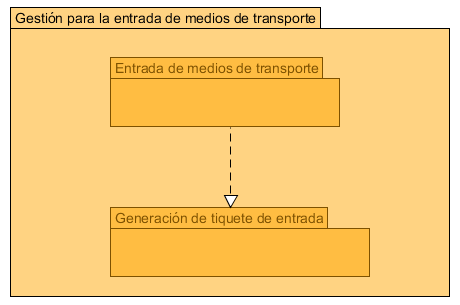 Gestión para la entrada de medios de transporte
Entrada de medios de transporte
Generación de tiquete de entrada